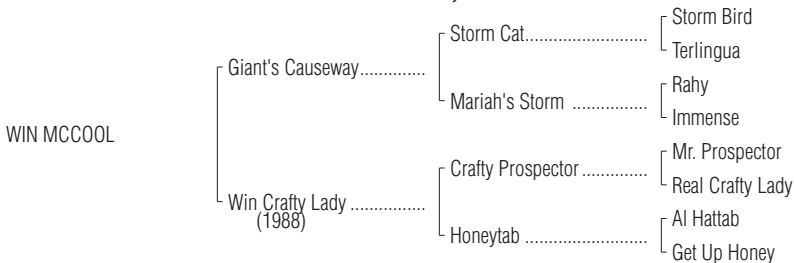 Storm Bird
Storm Cat..............................
Terlingua
Giant's Causeway..............
Rahy
Mariah's Storm ................
Immense
WIN MCCOOL
Mr. Prospector
Crafty Prospector ..............
Real Crafty Lady
Win Crafty Lady ................
(1988)
Al Hattab
Honeytab ..........................
Get Up Honey